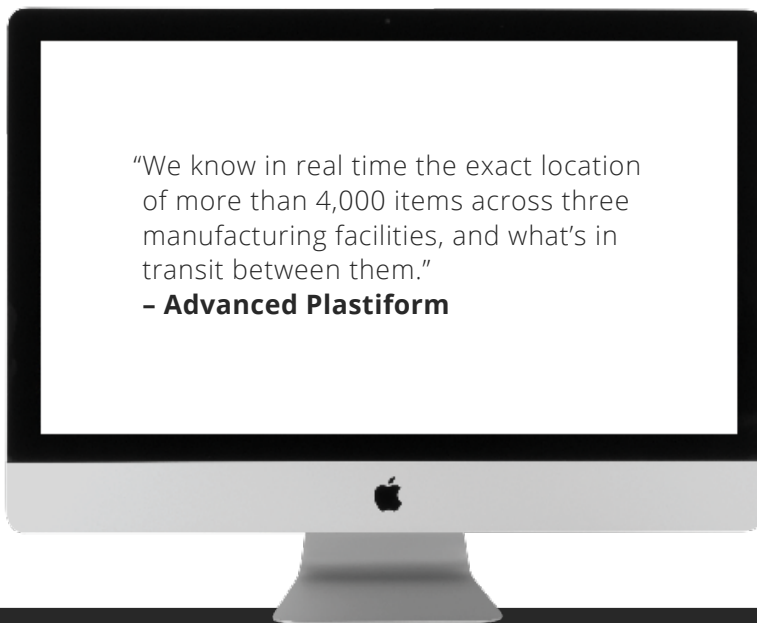 “We know in real time the exact location
of more than 4,000 items across three
manufacturing facilities, and what’s in
transit between them.”
– Advanced Plastiform